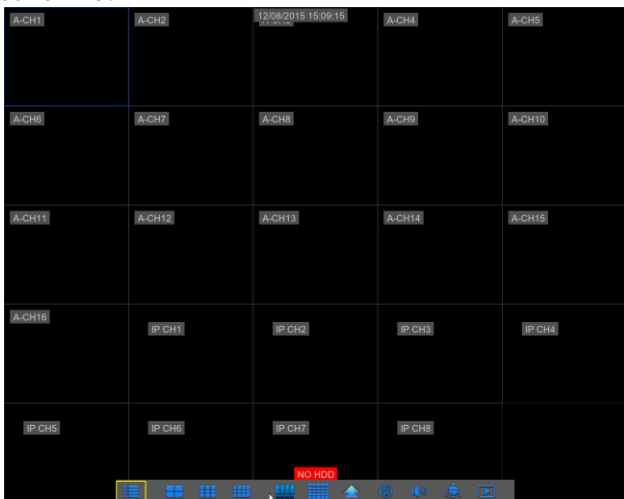 A-CH1
A-CH2
12/08/2015 15:09:15
A-CH4
A-CH5
A-CH6
A-CH7
A-CH8
A-CH9
A-CH10
A-CH11
A-CH12
A-CH13
A-CH14
A-CH15
A-CH16
IP CH1
IP CH2
IP CH3
IP CH4
IP CH5
IP CH6
IP CH7
IP CH8
NO HDD